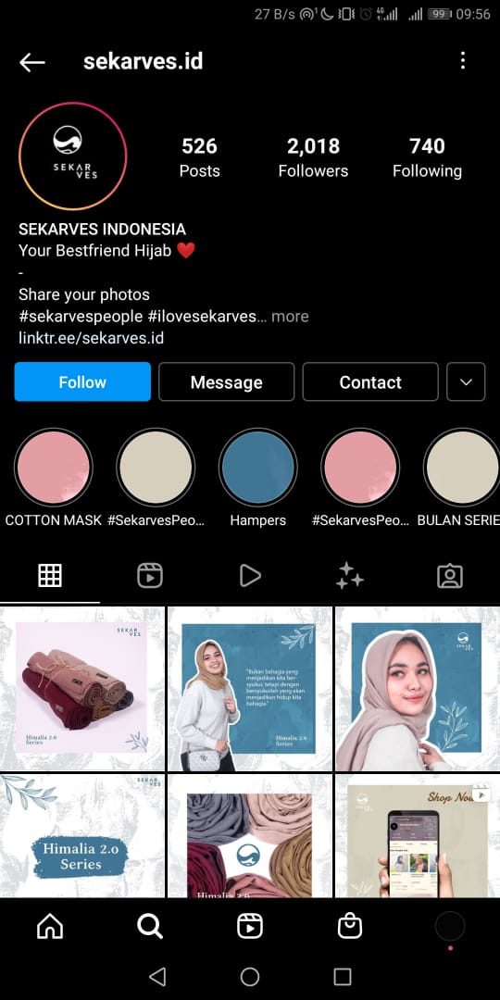 27 B/s 4G 99 09:56
sekarves.id
SEKAR
VES
526
Posts
2,018
Followers
740
Following
SEKARVES INDONESIA
Your Bestfriend Hijab ❤️
-
Share your photos
#sekarvespeople #ilovesekarves... more
linktr.ee/sekarves.id
Follow
Message
Contact
COTTON MASK
#SekarvesPeo...
Hampers
#SekarvesPeo...
BULAN SERIE
SEKAR
VES
Himalia 2.0
Series
"Bukan bahagia yang
menjadikan kita ber-
syukur, tetapi dengan
bersyukurlah yang akan
menjadikan hidup kita
bahagia."
Himalia 2.0
Series
SEKAR
VES
Himalia 2.0
Series
Himalia 2.0
Shop Now